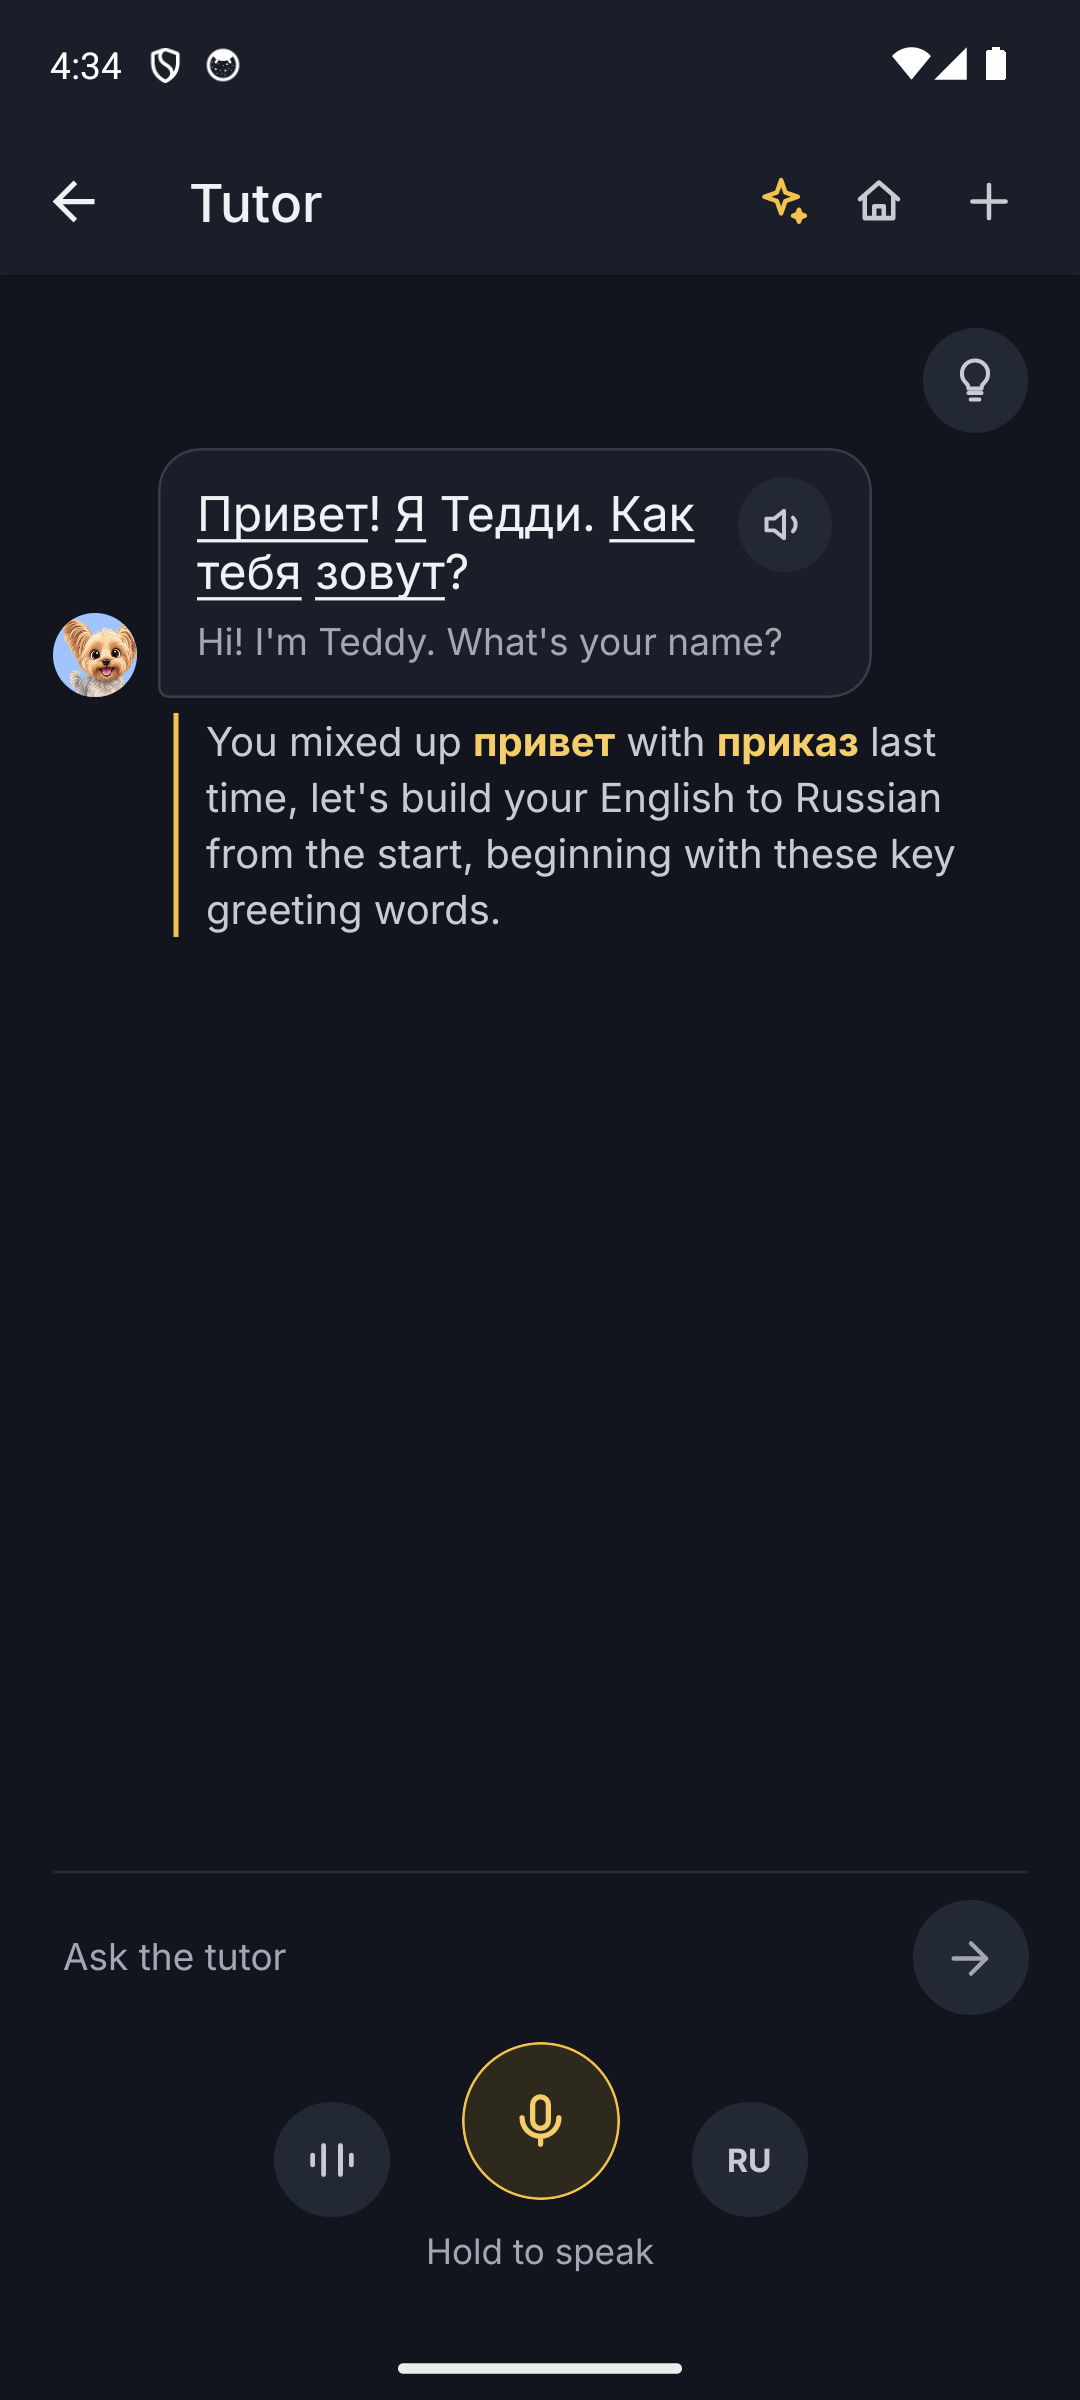 4:34
Tutor
Привет! Я Тедди. Как
тебя зовут?
Hi! I'm Teddy. What's your name?
You mixed up привет with приказ last
time, let's build your English to Russian
from the start, beginning with these key
greeting words.
Ask the tutor
RU
Hold to speak